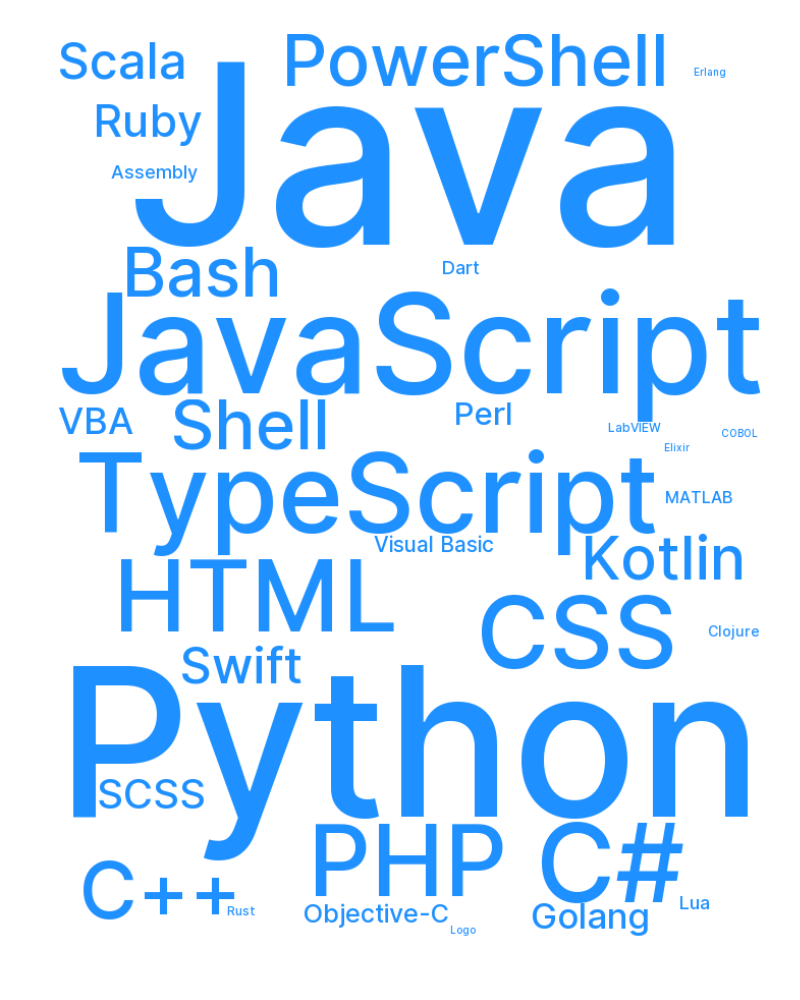 Scala
PowerShell
Erlang
Ruby
Java
Assembly
Bash
Dart
JavaScript
VBA
Shell
Perl
LabVIEW
COBOL
Elixir
TypeScript
MATLAB
Visual Basic
Kotlin
HTML
CSS
Clojure
Swift
Python
SCSS
PHP
C#
C++
Rust
Objective-C
Golang
Lua
Logo